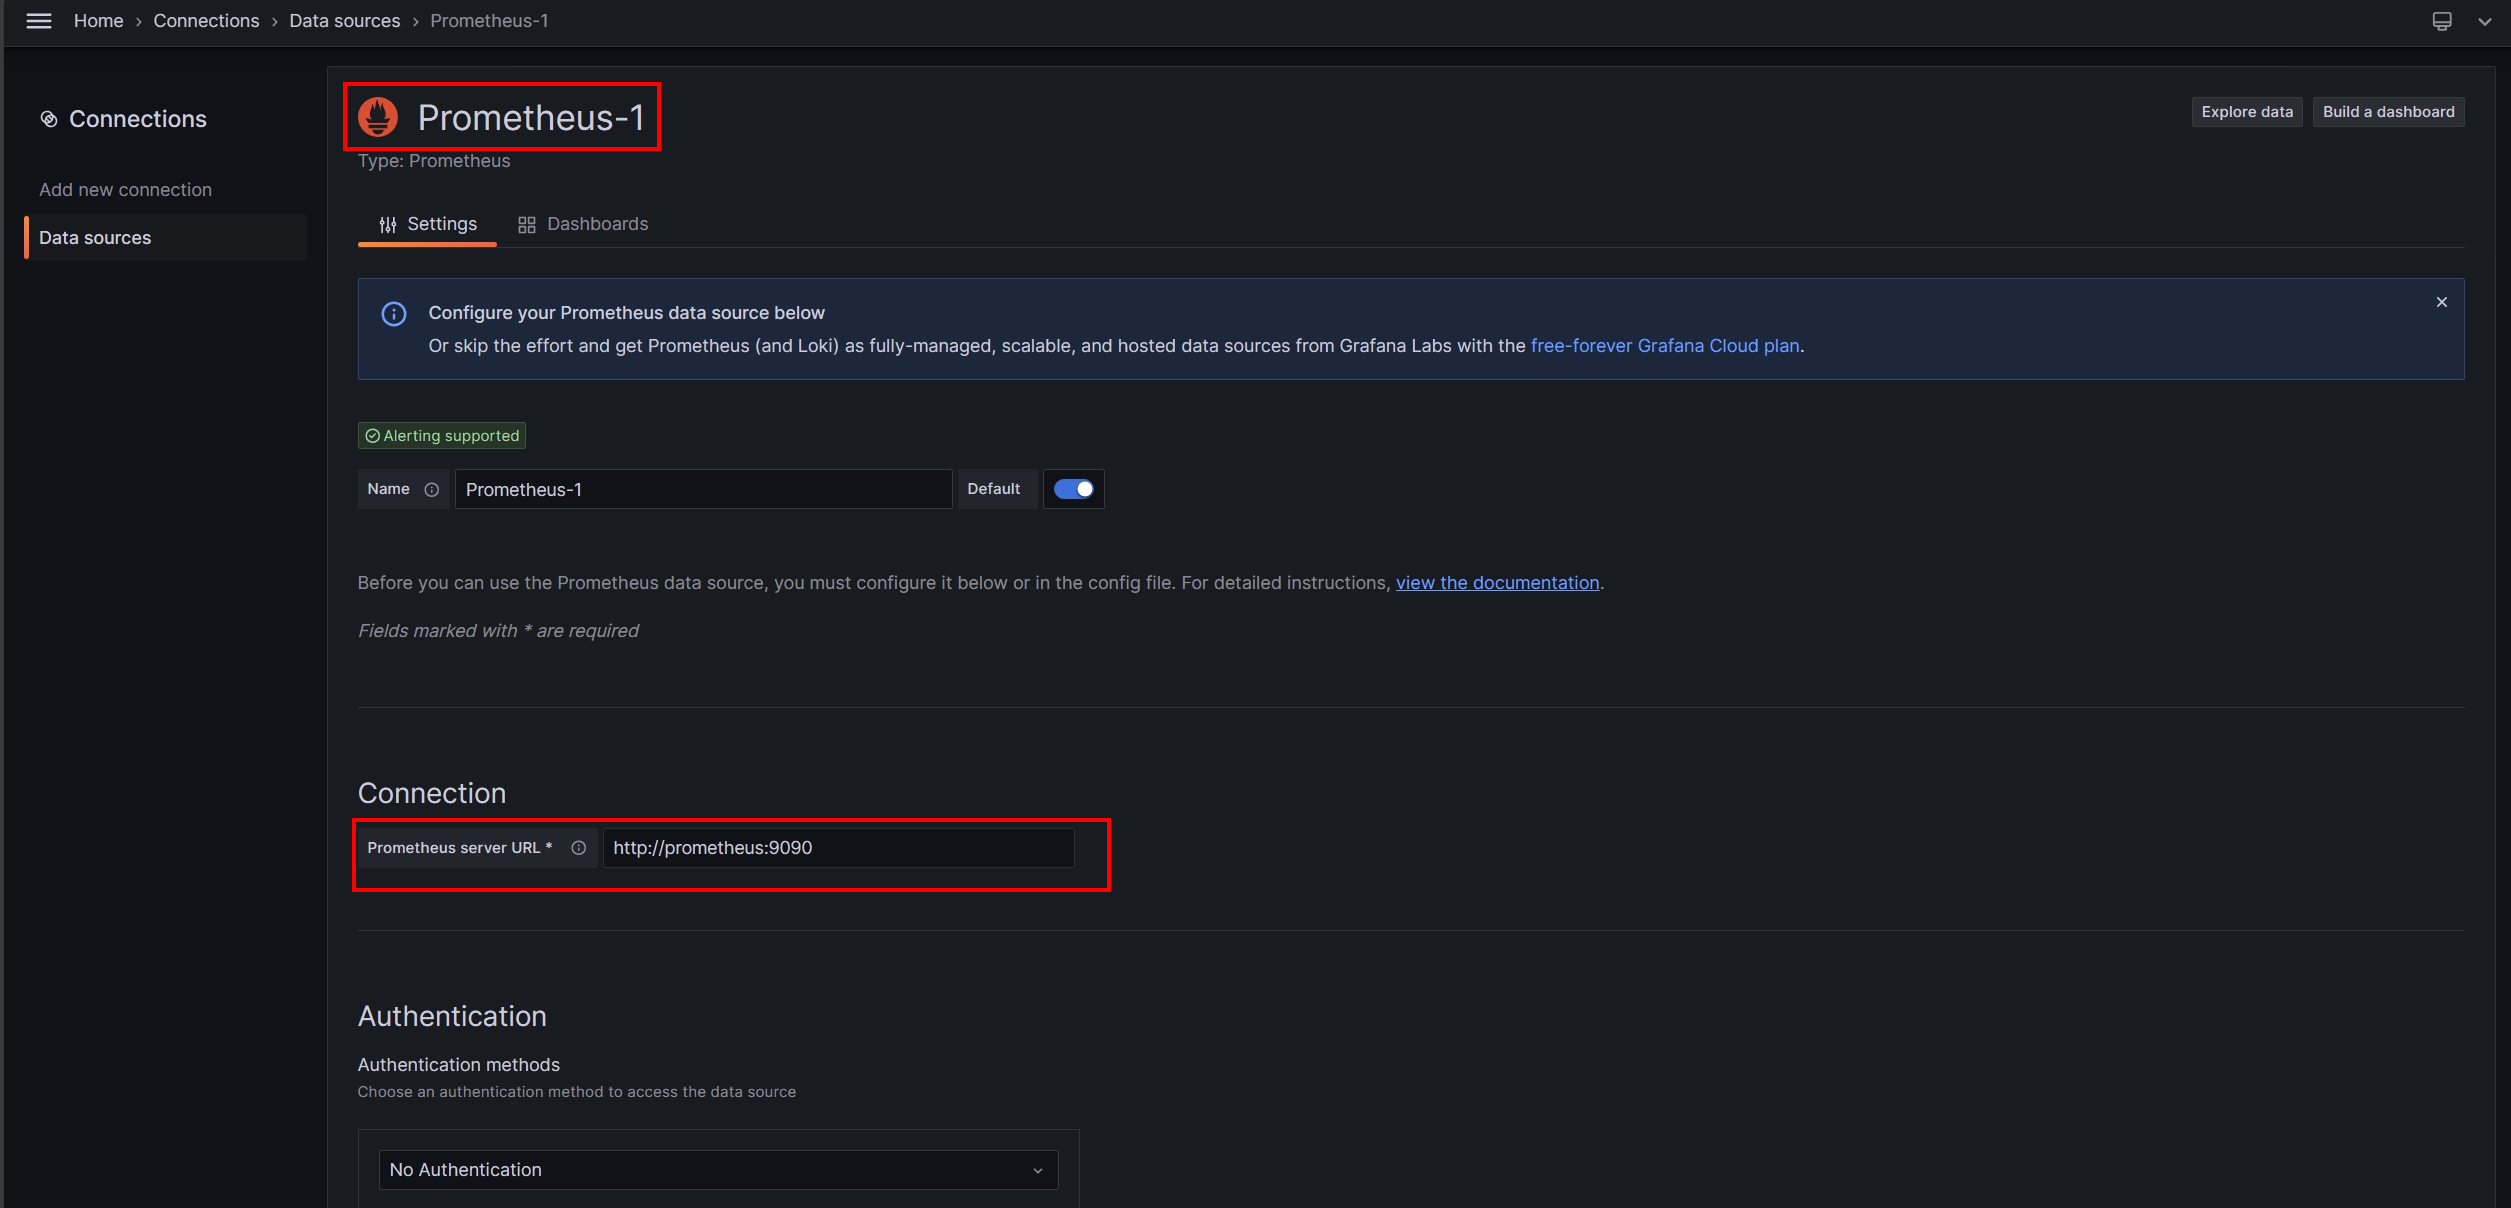 Home › Connections › Data sources › Prometheus-1
Connections
Add new connection
Data sources
Prometheus-1
Type: Prometheus
Explore data
Build a dashboard
Settings
Dashboards
Configure your Prometheus data source below
Or skip the effort and get Prometheus (and Loki) as fully-managed, scalable, and hosted data sources from Grafana Labs with the free-forever Grafana Cloud plan.
Alerting supported
Name Prometheus-1 Default
Before you can use the Prometheus data source, you must configure it below or in the config file. For detailed instructions, view the documentation.
Fields marked with * are required
Connection
Prometheus server URL * http://prometheus:9090
Authentication
Authentication methods
Choose an authentication method to access the data source
No Authentication